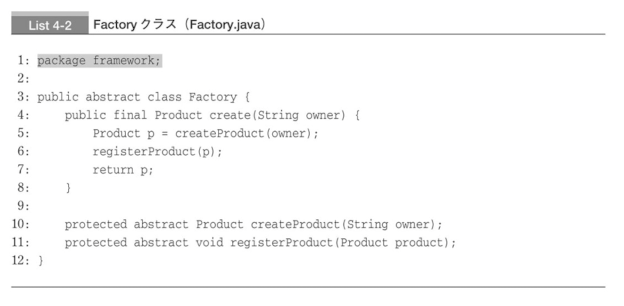 List 4-2 Factory クラス（Factory.java）
1: package framework;
2:
3: public abstract class Factory {
4:     public final Product create(String owner) {
5:         Product p = createProduct(owner);
6:         registerProduct(p);
7:         return p;
8:     }
9:
10:     protected abstract Product createProduct(String owner);
11:     protected abstract void registerProduct(Product product);
12: }